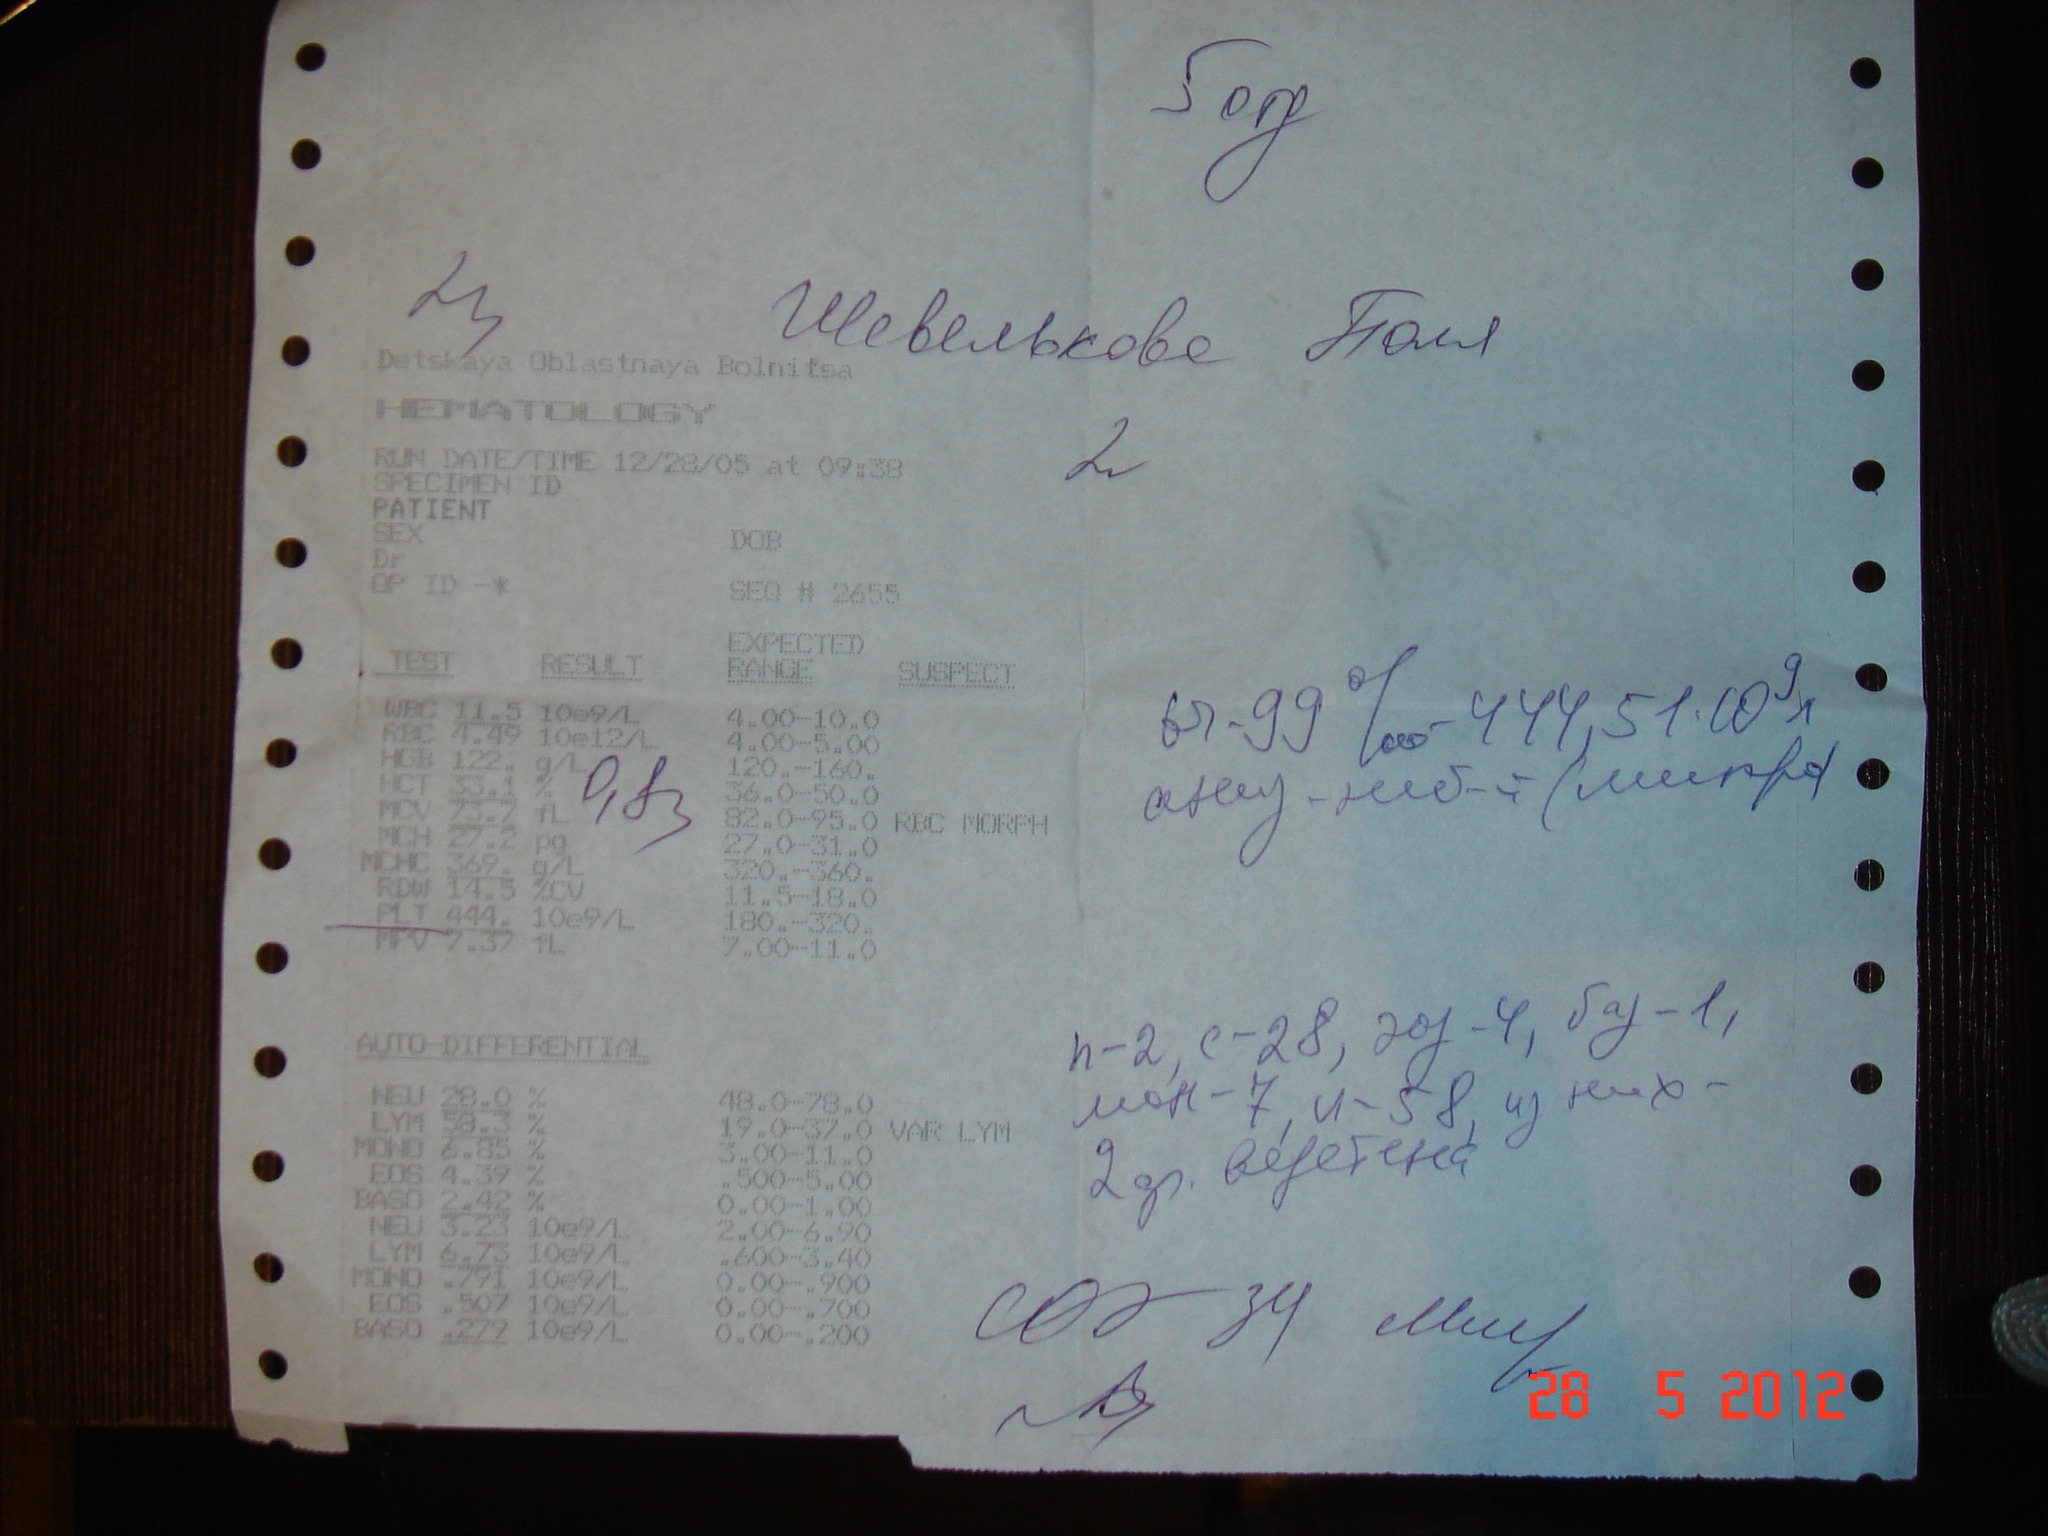 5 отд
Шевелькова Поля
2
Detskaya Oblastnaya Bolnitsa
HEMATOLOGY
RUN DATE/TIME 12/28/05 at 09:38
SPECIMEN ID
PATIENT
SEX DOB
Dr
OP ID -* SEQ # 2655
TEST RESULT EXPECTED RANGE SUSPECT
WBC 11.5 10e9/L 4.00-10.0
RBC 4.49 10e12/L 4.00-5.00
HGB 122. g/L 120.-160.
HCT 33.1 % 36.0-50.0
MCV 73.7 fL 82.0-95.0 RBC MORPH
MCH 27.2 pg 27.0-31.0
MCHC 369. g/L 320.-360.
RDW 14.5 %CV 11.5-18.0
PLT 444. 10e9/L 180.-320.
MPV 7.37 fL 7.00-11.0
0,83
-99 ‰-444,51·10⁹л
(микро)
AUTO-DIFFERENTIAL
NEU 28.0 % 48.0-78.0
LYM 58.3 % 19.0-37.0 VAR LYM
MONO 6.85 % 3.00-11.0
EOS 4.39 % .500-5.00
BASO 2.42 % 0.00-1.00
NEU 3.23 10e9/L 2.00-6.90
LYM 6.73 10e9/L .600-3.40
MONO .791 10e9/L 0.00-.900
EOS .507 10e9/L 0.00-.700
BASO .279 10e9/L 0.00-.200
п-2, с-28, эоз-4, баз-1,
мон-7, л-58, из них-
2 др. веретена
СОЭ-34 мм/
28 5 2012